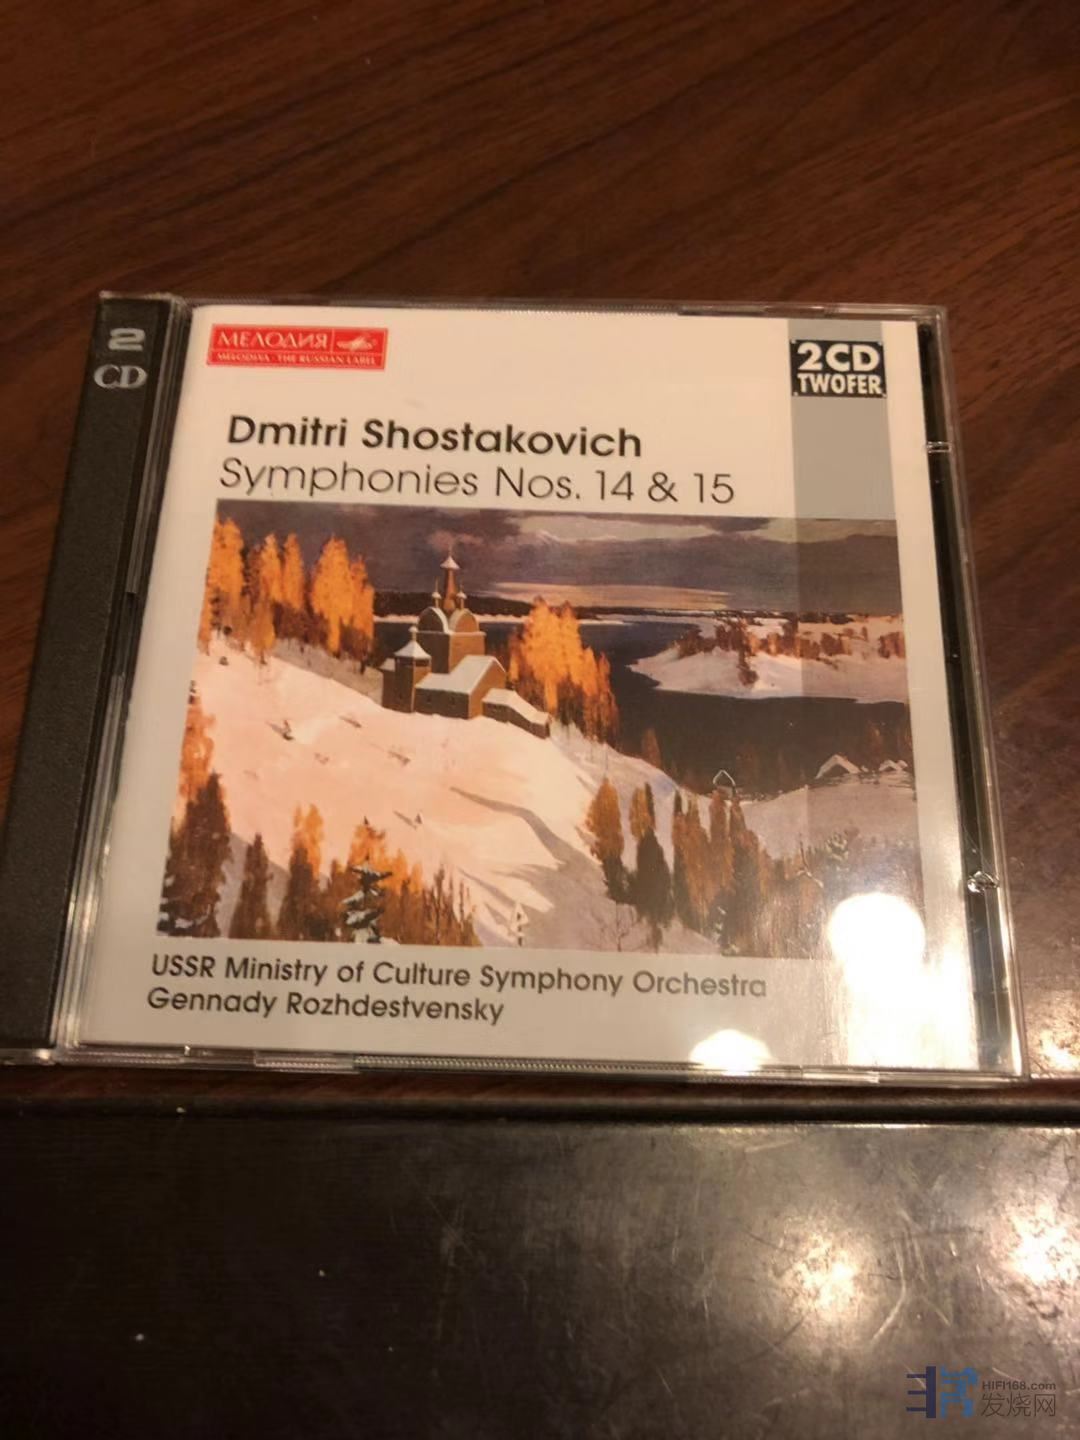 2
CD
МЕЛОДИЯ
MELODIYA · THE RUSSIAN LABEL
2CD
TWOFER
Dmitri Shostakovich
Symphonies Nos. 14 & 15
USSR Ministry of Culture Symphony Orchestra
Gennady Rozhdestvensky
HIFI168.com
发烧网